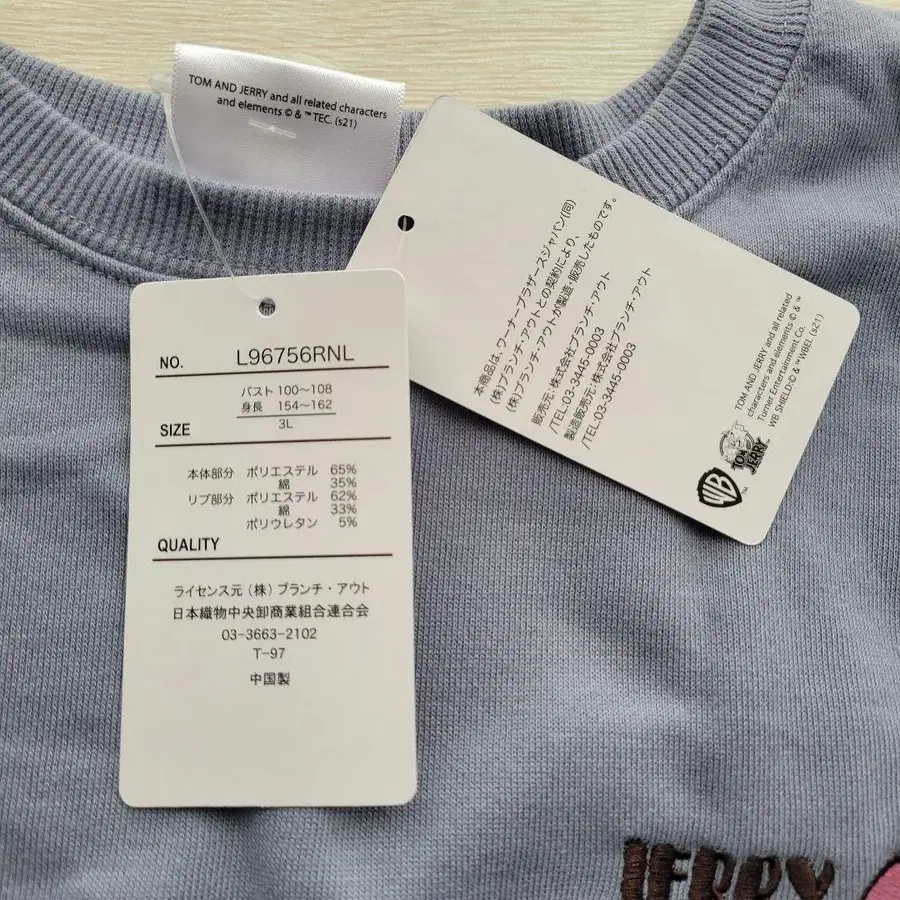 TOM AND JERRY and all related characters
and elements © & ™ TEC. (s21)
NO. L96756RNL
バスト 100〜108
身長 154〜162
SIZE 3L
本体部分 ポリエステル 65%
綿 35%
リブ部分 ポリエステル 62%
綿 33%
ポリウレタン 5%
QUALITY
ライセンス元(株)ブランチ・アウト
日本織物中央卸商業組合連合会
03-3663-2102
T-97
中国製
本商品は、ワーナーブラザースジャパン(同)
(株)ブランチ・アウトとの契約により、
(株)ブランチ・アウトが製造・販売したものです。
販売元:株式会社ブランチ・アウト
/TEL:03-3445-0003
製造販売元:株式会社ブランチ・アウト
/TEL:03-3445-0003
TOM AND JERRY and all related
characters and elements © & ™
Turner Entertainment Co.
WB SHIELD:© & ™ WBEI. (s21)
WB
™
TOM
AND
JERRY
JERRY